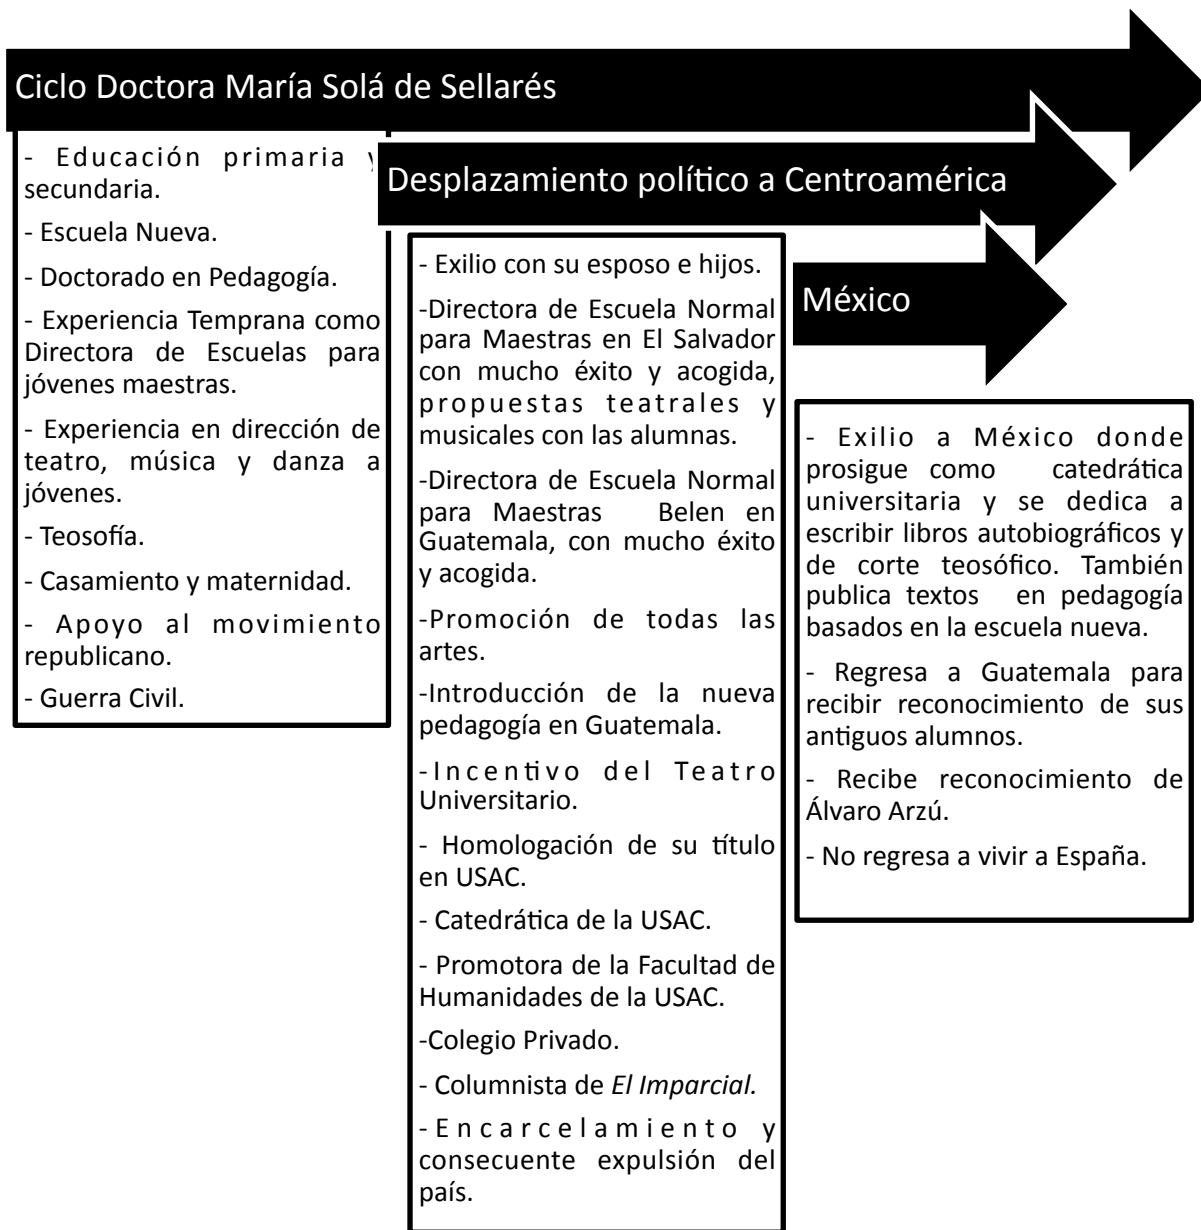 Ciclo Doctora María Solá de Sellarés
- Educación primaria y
secundaria.
- Escuela Nueva.
- Doctorado en Pedagogía.
- Experiencia Temprana como
Directora de Escuelas para
jóvenes maestras.
- Experiencia en dirección de
teatro, música y danza a
jóvenes.
- Teosofía.
- Casamiento y maternidad.
- Apoyo al movimiento
republicano.
- Guerra Civil.
Desplazamiento político a Centroamérica
- Exilio con su esposo e hijos.
-Directora de Escuela Normal
para Maestras en El Salvador
con mucho éxito y acogida,
propuestas teatrales y
musicales con las alumnas.
-Directora de Escuela Normal
para Maestras Belen en
Guatemala, con mucho éxito
y acogida.
-Promoción de todas las
artes.
-Introducción de la nueva
pedagogía en Guatemala.
-Incentivo del Teatro
Universitario.
- Homologación de su título
en USAC.
- Catedrática de la USAC.
- Promotora de la Facultad de
Humanidades de la USAC.
-Colegio Privado.
- Columnista de El Imparcial.
-Encarcelamiento y
consecuente expulsión del
país.
México
- Exilio a México donde
prosigue como catedrática
universitaria y se dedica a
escribir libros autobiográficos y
de corte teosófico. También
publica textos en pedagogía
basados en la escuela nueva.
- Regresa a Guatemala para
recibir reconocimiento de sus
antiguos alumnos.
- Recibe reconocimiento de
Álvaro Arzú.
- No regresa a vivir a España.